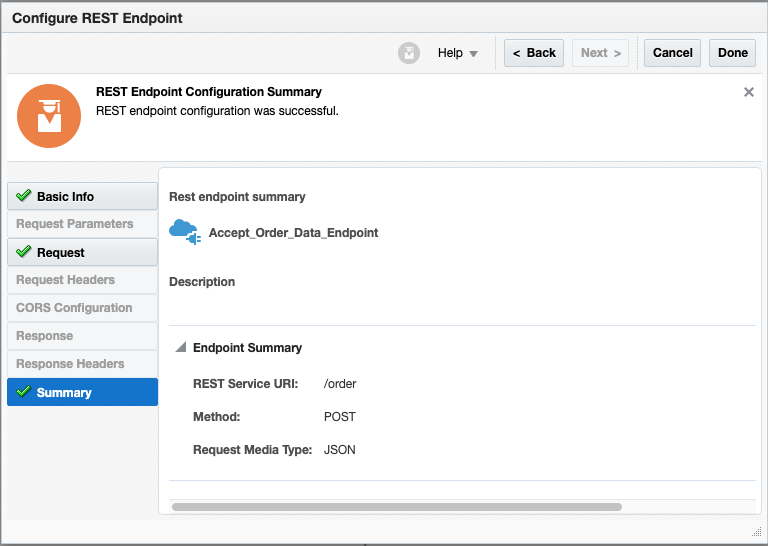 Configure REST Endpoint
Help
< Back
Next >
Cancel
Done
REST Endpoint Configuration Summary
REST endpoint configuration was successful.
Basic Info
Request Parameters
Request
Request Headers
CORS Configuration
Response
Response Headers
Summary
Rest endpoint summary
Accept_Order_Data_Endpoint
Description
Endpoint Summary
REST Service URI: /order
Method: POST
Request Media Type: JSON